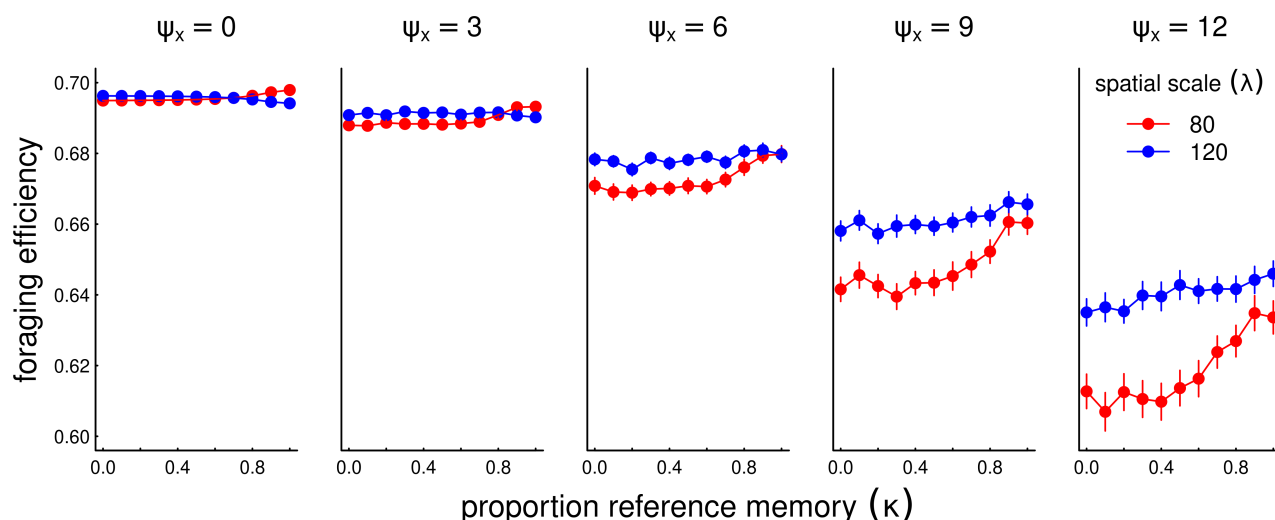 ψx = 0
ψx = 3
ψx = 6
ψx = 9
ψx = 12
foraging efficiency
0.70
0.68
0.66
0.64
0.62
0.60
spatial scale (λ)
80
120
0.0 0.4 0.8
0.0 0.4 0.8
0.0 0.4 0.8
0.0 0.4 0.8
0.0 0.4 0.8
proportion reference memory (κ)